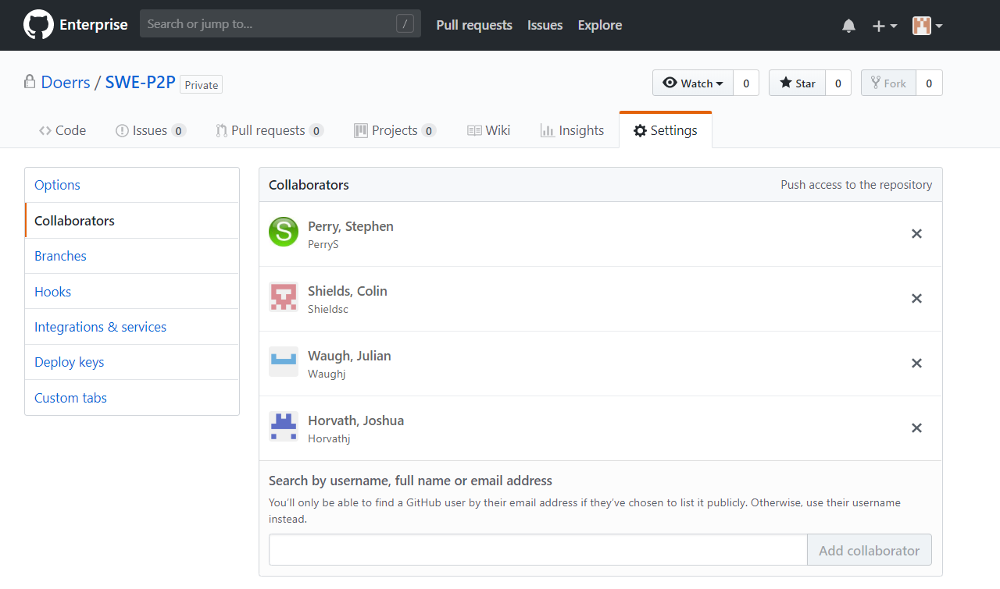 Enterprise Search or jump to... / Pull requests Issues Explore
Doerrs / SWE-P2P Private Watch 0 Star 0 Fork 0
Code Issues 0 Pull requests 0 Projects 0 Wiki Insights Settings
Options
Collaborators
Branches
Hooks
Integrations & services
Deploy keys
Custom tabs
Collaborators Push access to the repository
S
Perry, Stephen
PerryS
Shields, Colin
Shieldsc
Waugh, Julian
Waughj
Horvath, Joshua
Horvathj
Search by username, full name or email address
You’ll only be able to find a GitHub user by their email address if they’ve chosen to list it publicly. Otherwise, use their username
instead.
Add collaborator